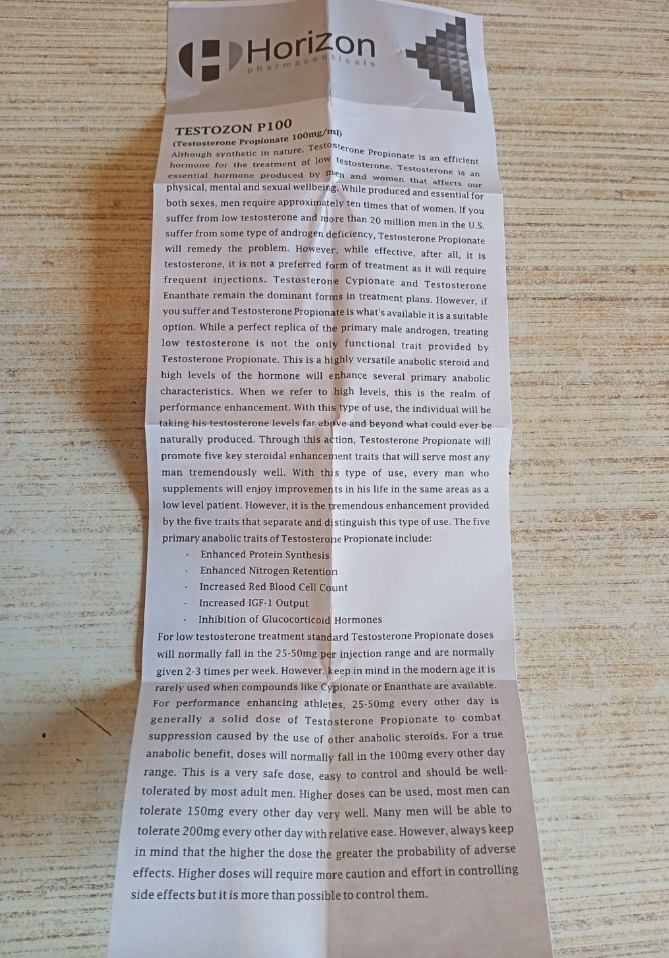 Horizon
pharmaceuticals
TESTOZON P100
(Testosterone Propionate 100mg/ml)
Although synthetic in nature, Testosterone Propionate is an efficient
hormone for the treatment of low testosterone. Testosterone is an
essential hormone produced by men and women that affects our
physical, mental and sexual wellbeing. While produced and essential for
both sexes, men require approximately ten times that of women. If you
suffer from low testosterone and more than 20 million men in the U.S.
suffer from some type of androgen deficiency, Testosterone Propionate
will remedy the problem. However, while effective, after all, it is
testosterone, it is not a preferred form of treatment as it will require
frequent injections. Testosterone Cypionate and Testosterone
Enanthate remain the dominant forms in treatment plans. However, if
you suffer and Testosterone Propionate is what's available it is a suitable
option. While a perfect replica of the primary male androgen, treating
low testosterone is not the only functional trait provided by
Testosterone Propionate. This is a highly versatile anabolic steroid and
high levels of the hormone will enhance several primary anabolic
characteristics. When we refer to high levels, this is the realm of
performance enhancement. With this type of use, the individual will be
taking his testosterone levels far above and beyond what could ever be
naturally produced. Through this action, Testosterone Propionate will
promote five key steroidal enhancement traits that will serve most any
man tremendously well. With this type of use, every man who
supplements will enjoy improvements in his life in the same areas as a
low level patient. However, it is the tremendous enhancement provided
by the five traits that separate and distinguish this type of use. The five
primary anabolic traits of Testosterone Propionate include:
· Enhanced Protein Synthesis
· Enhanced Nitrogen Retention
· Increased Red Blood Cell Count
· Increased IGF-1 Output
· Inhibition of Glucocorticoid Hormones
For low testosterone treatment standard Testosterone Propionate doses
will normally fall in the 25-50mg per injection range and are normally
given 2-3 times per week. However, keep in mind in the modern age it is
rarely used when compounds like Cypionate or Enanthate are available.
For performance enhancing athletes, 25-50mg every other day is
generally a solid dose of Testosterone Propionate to combat
suppression caused by the use of other anabolic steroids. For a true
anabolic benefit, doses will normally fall in the 100mg every other day
range. This is a very safe dose, easy to control and should be well-
tolerated by most adult men. Higher doses can be used, most men can
tolerate 150mg every other day very well. Many men will be able to
tolerate 200mg every other day with relative ease. However, always keep
in mind that the higher the dose the greater the probability of adverse
effects. Higher doses will require more caution and effort in controlling
side effects but it is more than possible to control them.